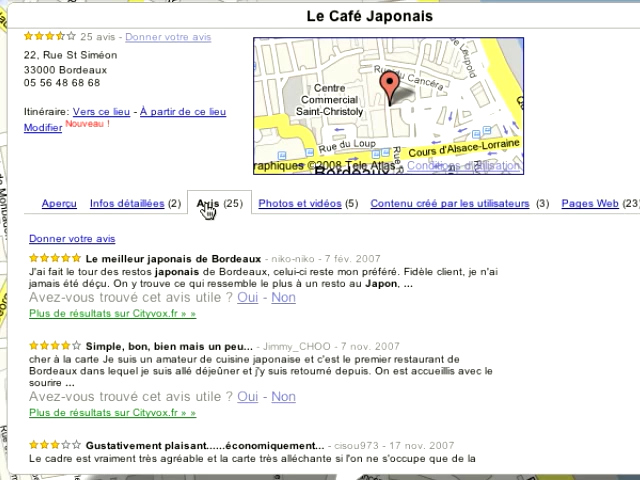 Le Café Japonais
25 avis - Donner votre avis
22, Rue St Siméon
33000 Bordeaux
05 56 48 68 68
Itinéraire: Vers ce lieu - À partir de ce lieu
Modifier Nouveau !
Centre
Commercial
Saint-Christoly
Rue du Cancéra
Rue du Loup
Cours d'Alsace-Lorraine
raphiques ©2008 Tele Atlas - Conditions d'utilisation
Bordeaux
Aperçu Infos détaillées (2) Avis (25) Photos et vidéos (5) Contenu créé par les utilisateurs (3) Pages Web (23)
Donner votre avis
Le meilleur japonais de Bordeaux - niko-niko - 7 fév. 2007
J'ai fait le tour des restos japonais de Bordeaux, celui-ci reste mon préféré. Fidèle client, je n'ai
jamais été déçu. On y trouve ce qui ressemble le plus à un resto au Japon, ...
Avez-vous trouvé cet avis utile ? Oui - Non
Plus de résultats sur Cityvox.fr » »
Simple, bon, bien mais un peu... - Jimmy_CHOO - 7 nov. 2007
cher à la carte Je suis un amateur de cuisine japonaise et c'est le premier restaurant de
Bordeaux dans lequel je suis allé déjeûner et j'y suis retourné depuis. On est accueillis avec le
sourire ...
Avez-vous trouvé cet avis utile ? Oui - Non
Plus de résultats sur Cityvox.fr » »
Gustativement plaisant......économiquement... - cisou973 - 17 nov. 2007
Le cadre est vraiment très agréable et la carte très alléchante si l'on ne s'occupe que de la